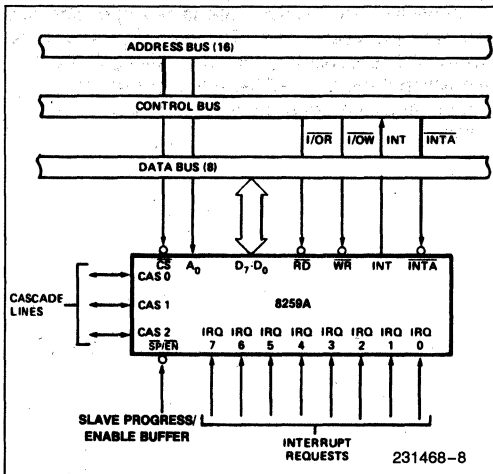 ADDRESS BUS (16)
CONTROL BUS
I/OR I/OW INT INTA
DATA BUS (8)
CS A0 D7-D0 RD WR INT INTA
CAS 0
CASCADE LINES
CAS 1
8259A
CAS 2
SP/EN
IRQ 7 IRQ 6 IRQ 5 IRQ 4 IRQ 3 IRQ 2 IRQ 1 IRQ 0
SLAVE PROGRESS/
ENABLE BUFFER
INTERRUPT
REQUESTS
231468-8